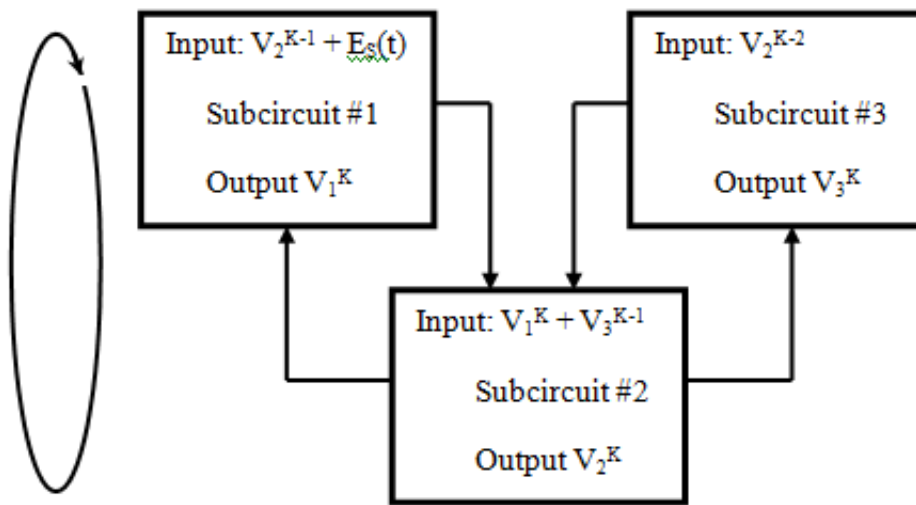 Input: V₂ᴷ⁻¹ + E_S(t)
Subcircuit #1
Output V₁ᴷ
Input: V₂ᴷ⁻²
Subcircuit #3
Output V₃ᴷ
Input: V₁ᴷ + V₃ᴷ⁻¹
Subcircuit #2
Output V₂ᴷ